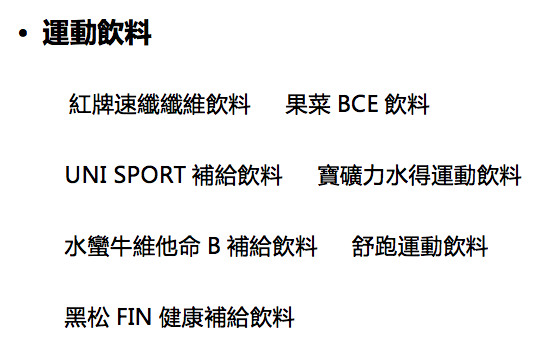 • 運動飲料
紅牌速纖纖維飲料 果菜 BCE 飲料
UNI SPORT 補給飲料 寶礦力水得運動飲料
水蠻牛維他命 B 補給飲料 舒跑運動飲料
黑松 FIN 健康補給飲料